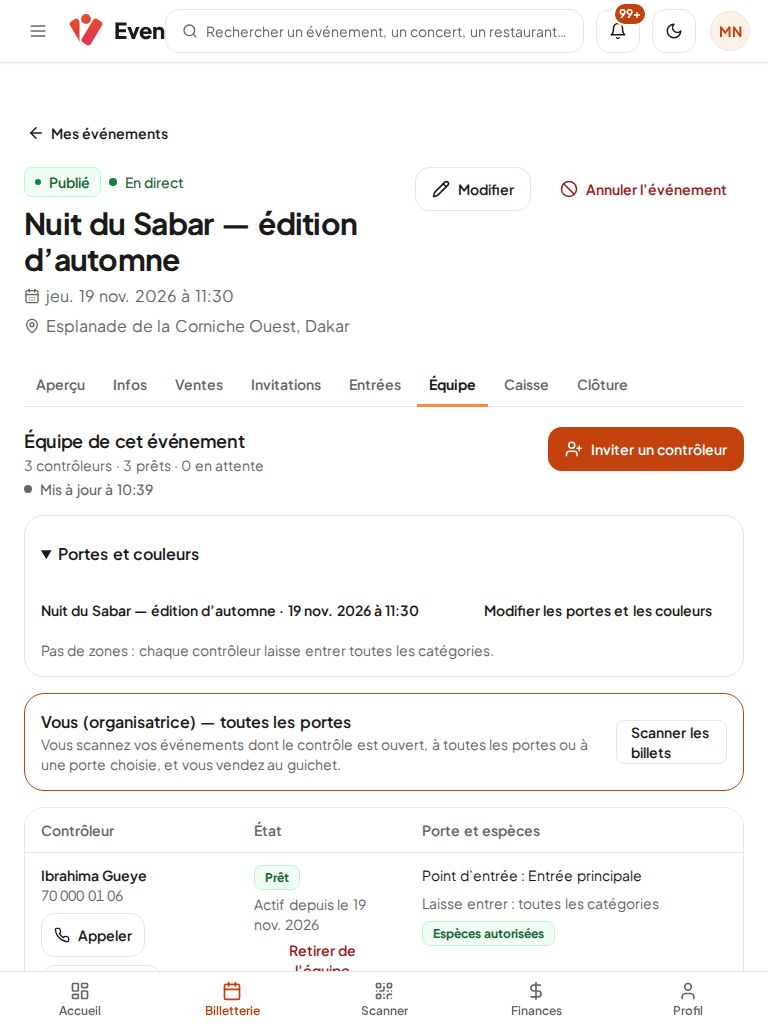 Even
Rechercher un événement, un concert, un restaurant…
99+
MN
Mes événements
Publié
En direct
Modifier
Annuler l’événement
Nuit du Sabar — édition
d’automne
jeu. 19 nov. 2026 à 11:30
Esplanade de la Corniche Ouest, Dakar
Aperçu
Infos
Ventes
Invitations
Entrées
Équipe
Caisse
Clôture
Équipe de cet événement
3 contrôleurs · 3 prêts · 0 en attente
Mis à jour à 10:39
Inviter un contrôleur
Portes et couleurs
Nuit du Sabar — édition d’automne · 19 nov. 2026 à 11:30
Modifier les portes et les couleurs
Pas de zones : chaque contrôleur laisse entrer toutes les catégories.
Vous (organisatrice) — toutes les portes
Vous scannez vos événements dont le contrôle est ouvert, à toutes les portes ou à
une porte choisie, et vous vendez au guichet.
Scanner les
billets
Contrôleur
État
Porte et espèces
Ibrahima Gueye
70 000 01 06
Appeler
Prêt
Actif depuis le 19
nov. 2026
Retirer de
l’équipe
Point d’entrée : Entrée principale
Laisse entrer : toutes les catégories
Espèces autorisées
Accueil
Billetterie
Scanner
Finances
Profil